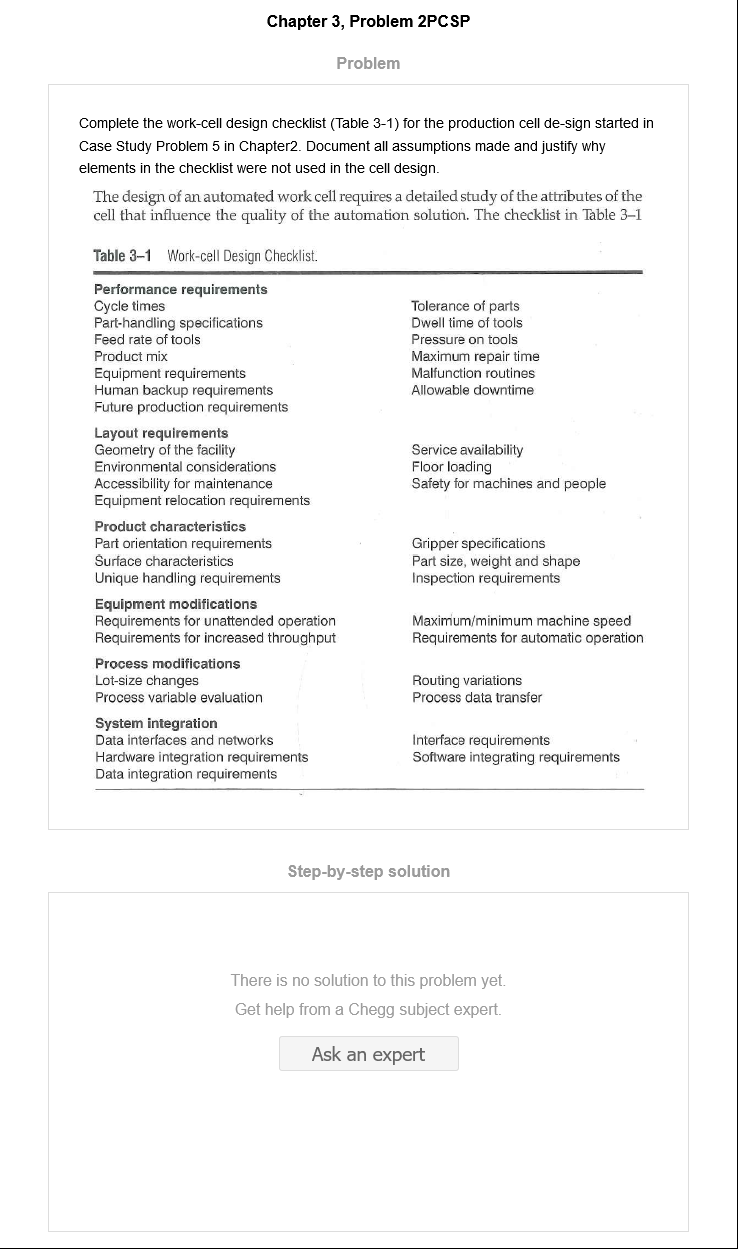 Chapter 3, Problem 2PCSP
Problem
Complete the work-cell design checklist (Table 3-1) for the production cell de-sign started in
Case Study Problem 5 in Chapter2. Document all assumptions made and justify why
elements in the checklist were not used in the cell design.
The design of an automated work cell requires a detailed study of the attributes of the
cell that influence the quality of the automation solution. The checklist in Table 3–1
Table 3–1 Work-cell Design Checklist.
Performance requirements
Cycle times Tolerance of parts
Part-handling specifications Dwell time of tools
Feed rate of tools Pressure on tools
Product mix Maximum repair time
Equipment requirements Malfunction routines
Human backup requirements Allowable downtime
Future production requirements
Layout requirements
Geometry of the facility Service availability
Environmental considerations Floor loading
Accessibility for maintenance Safety for machines and people
Equipment relocation requirements
Product characteristics
Part orientation requirements Gripper specifications
Surface characteristics Part size, weight and shape
Unique handling requirements Inspection requirements
Equipment modifications
Requirements for unattended operation Maximum/minimum machine speed
Requirements for increased throughput Requirements for automatic operation
Process modifications
Lot-size changes Routing variations
Process variable evaluation Process data transfer
System integration
Data interfaces and networks Interface requirements
Hardware integration requirements Software integrating requirements
Data integration requirements
Step-by-step solution
There is no solution to this problem yet.
Get help from a Chegg subject expert.
Ask an expert